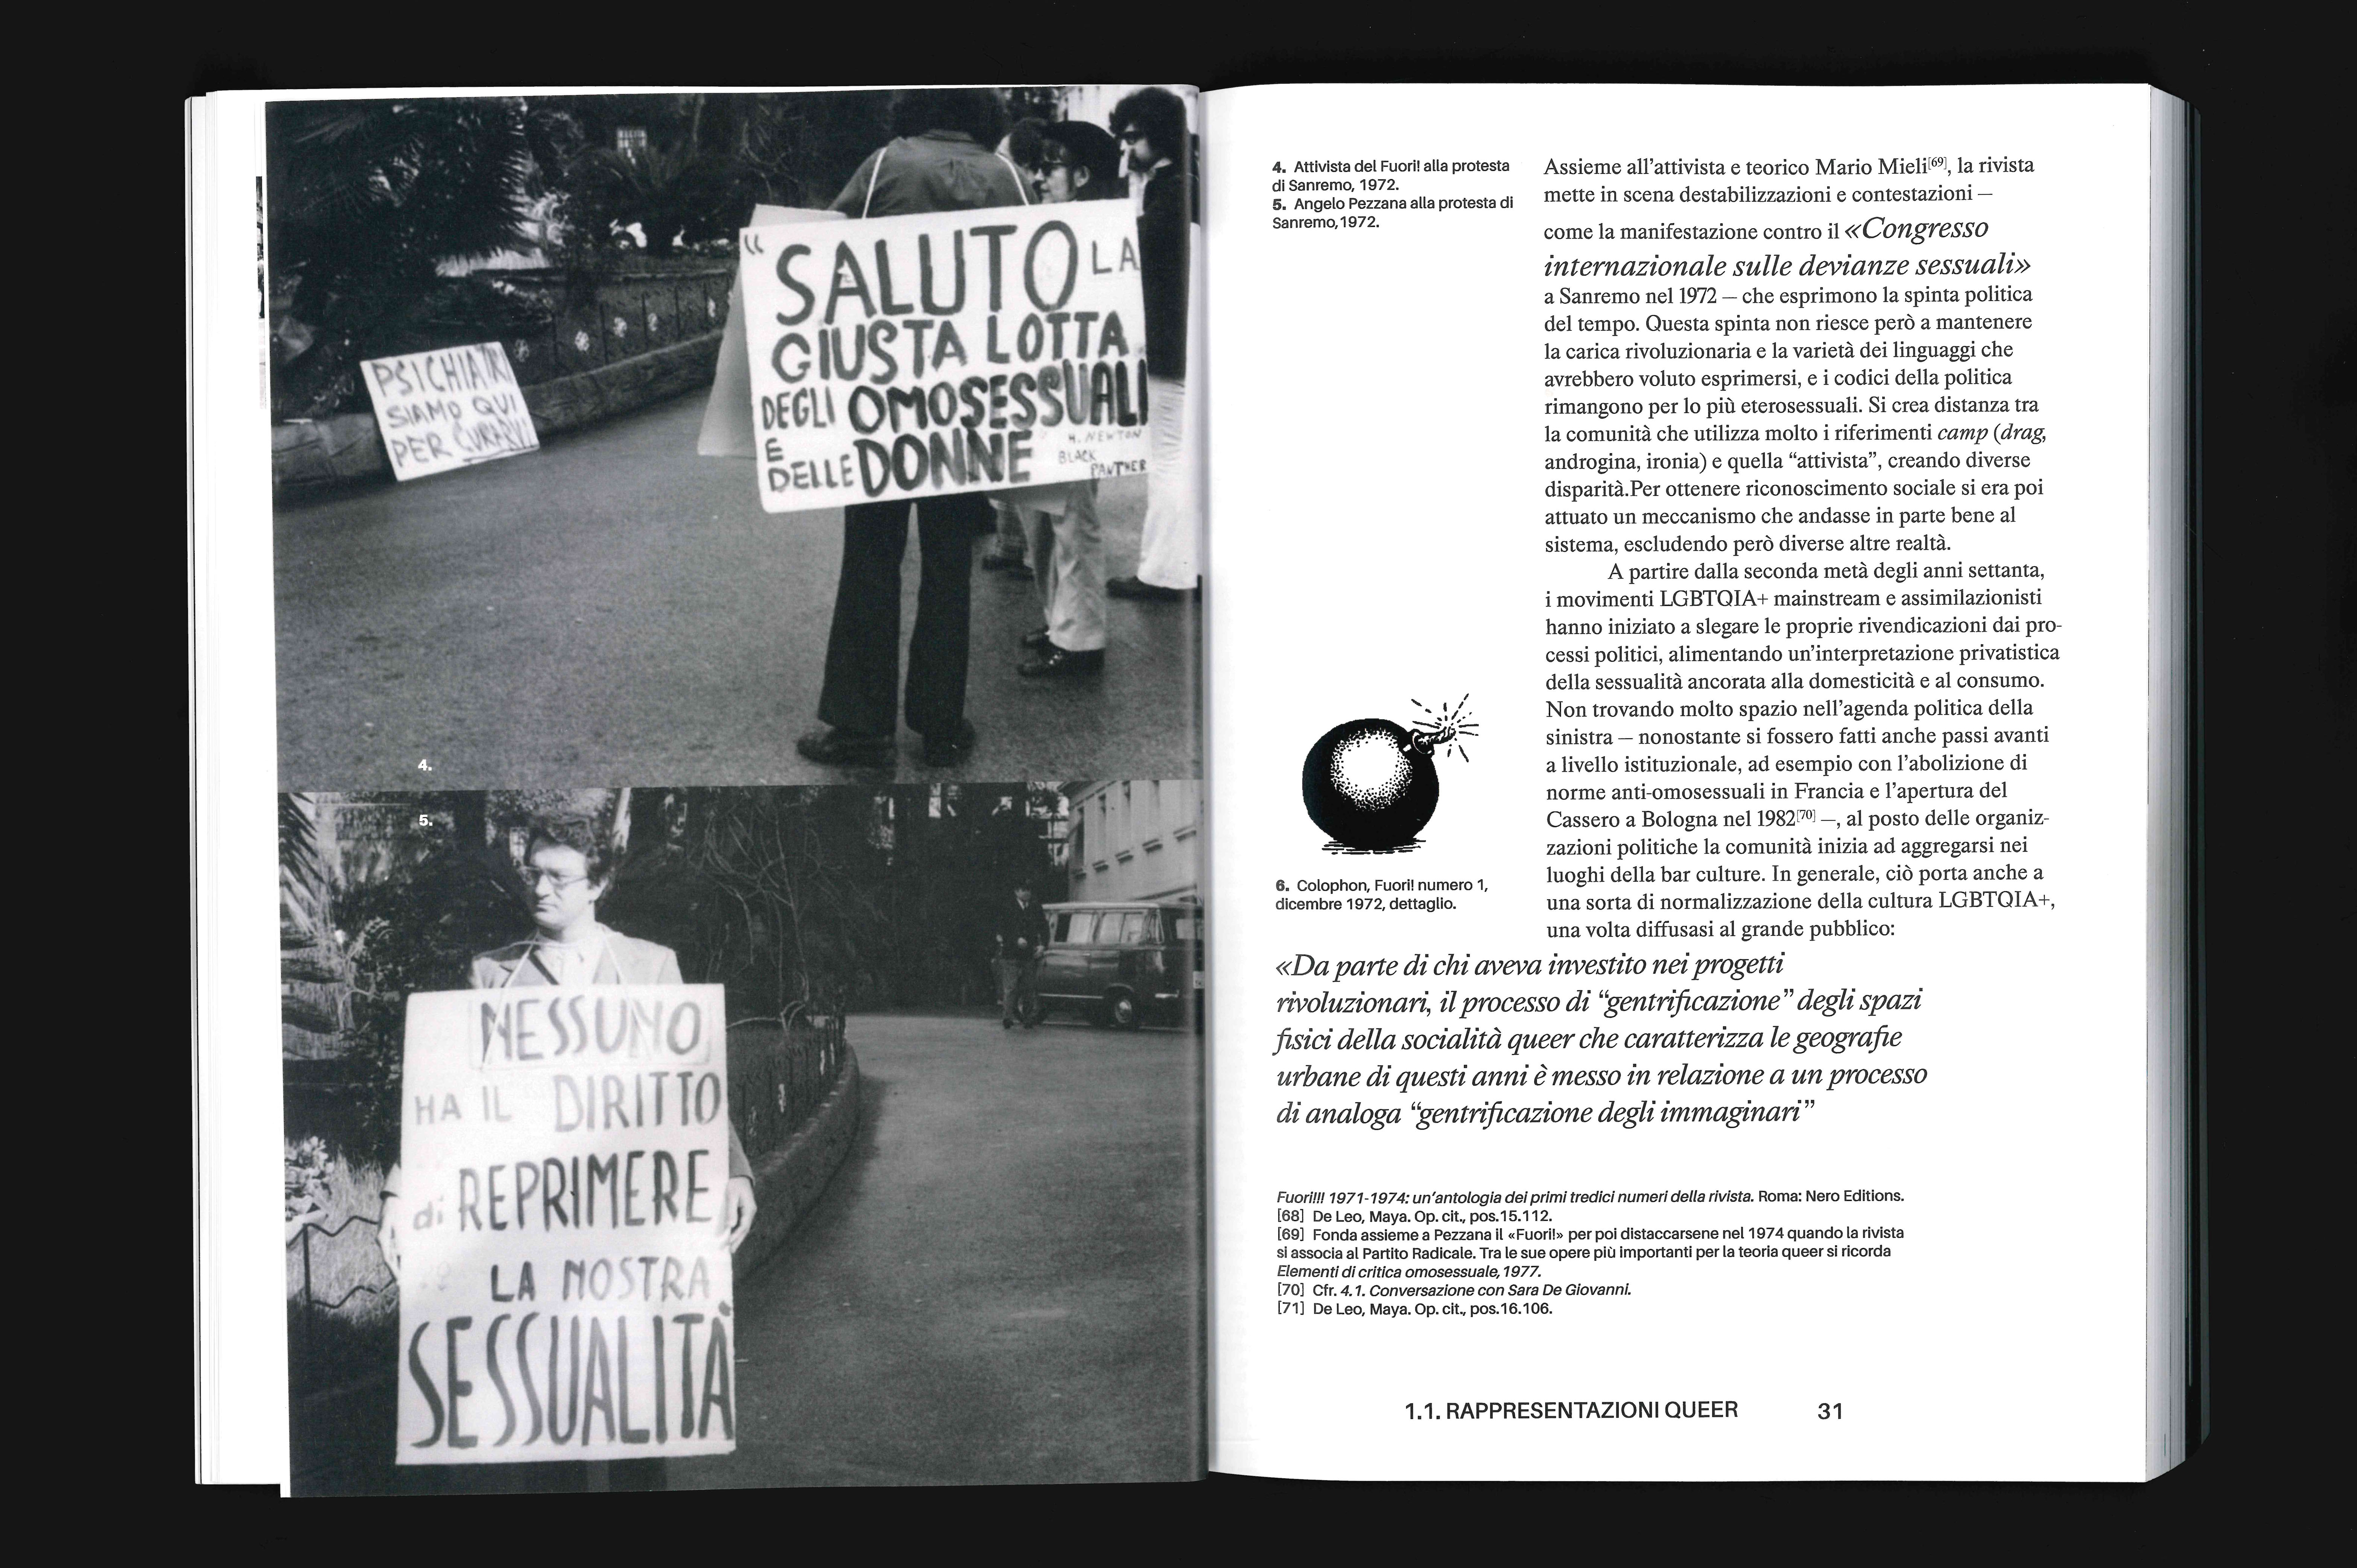 PSICHIATRI
SIAMO QUI
PER CURARVI
“SALUTO LA
GIUSTA LOTTA
DEGLI OMOSESSUALI
E
DELLE DONNE
H. NEWTON
BLACK
PANTHER
4.
5.
NESSUNO
HA IL DIRITTO
di REPRIMERE
LA NOSTRA
SESSUALITÀ
4. Attivista del Fuori! alla protesta
di Sanremo, 1972.
5. Angelo Pezzana alla protesta di
Sanremo,1972.
Assieme all’attivista e teorico Mario Mieli[69], la rivista
mette in scena destabilizzazioni e contestazioni —
come la manifestazione contro il «Congresso
internazionale sulle devianze sessuali»
a Sanremo nel 1972 — che esprimono la spinta politica
del tempo. Questa spinta non riesce però a mantenere
la carica rivoluzionaria e la varietà dei linguaggi che
avrebbero voluto esprimersi, e i codici della politica
rimangono per lo più eterosessuali. Si crea distanza tra
la comunità che utilizza molto i riferimenti camp (drag,
androgina, ironia) e quella “attivista”, creando diverse
disparità.Per ottenere riconoscimento sociale si era poi
attuato un meccanismo che andasse in parte bene al
sistema, escludendo però diverse altre realtà.
A partire dalla seconda metà degli anni settanta,
i movimenti LGBTQIA+ mainstream e assimilazionisti
hanno iniziato a slegare le proprie rivendicazioni dai pro-
cessi politici, alimentando un’interpretazione privatistica
della sessualità ancorata alla domesticità e al consumo.
Non trovando molto spazio nell’agenda politica della
sinistra — nonostante si fossero fatti anche passi avanti
a livello istituzionale, ad esempio con l’abolizione di
norme anti-omosessuali in Francia e l’apertura del
Cassero a Bologna nel 1982[70] —, al posto delle organiz-
zazioni politiche la comunità inizia ad aggregarsi nei
luoghi della bar culture. In generale, ciò porta anche a
una sorta di normalizzazione della cultura LGBTQIA+,
una volta diffusasi al grande pubblico:
6. Colophon, Fuori! numero 1,
dicembre 1972, dettaglio.
«Da parte di chi aveva investito nei progetti
rivoluzionari, il processo di “gentrificazione” degli spazi
fisici della socialità queer che caratterizza le geografie
urbane di questi anni è messo in relazione a un processo
di analoga “gentrificazione degli immaginari”
Fuori!!! 1971-1974: un’antologia dei primi tredici numeri della rivista. Roma: Nero Editions.
[68] De Leo, Maya. Op. cit., pos.15.112.
[69] Fonda assieme a Pezzana il «Fuori!» per poi distaccarsene nel 1974 quando la rivista
si associa al Partito Radicale. Tra le sue opere più importanti per la teoria queer si ricorda
Elementi di critica omosessuale, 1977.
[70] Cfr. 4.1. Conversazione con Sara De Giovanni.
[71] De Leo, Maya. Op. cit., pos.16.106.
1.1. RAPPRESENTAZIONI QUEER 31